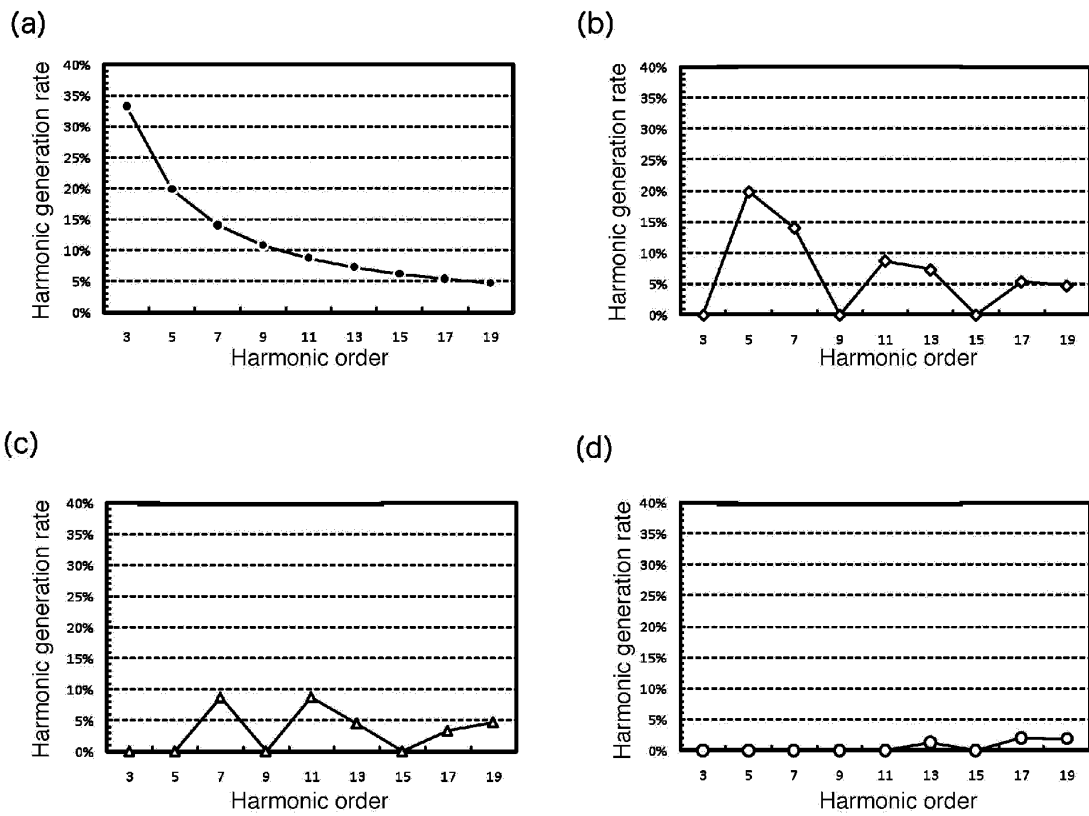 (a)
Harmonic generation rate
40%
35%
30%
25%
20%
15%
10%
5%
0%
3 5 7 9 11 13 15 17 19
Harmonic order
(b)
Harmonic generation rate
40%
35%
30%
25%
20%
15%
10%
5%
0%
3 5 7 9 11 13 15 17 19
Harmonic order
(c)
Harmonic generation rate
40%
35%
30%
25%
20%
15%
10%
5%
0%
3 5 7 9 11 13 15 17 19
Harmonic order
(d)
Harmonic generation rate
40%
35%
30%
25%
20%
15%
10%
5%
0%
3 5 7 9 11 13 15 17 19
Harmonic order